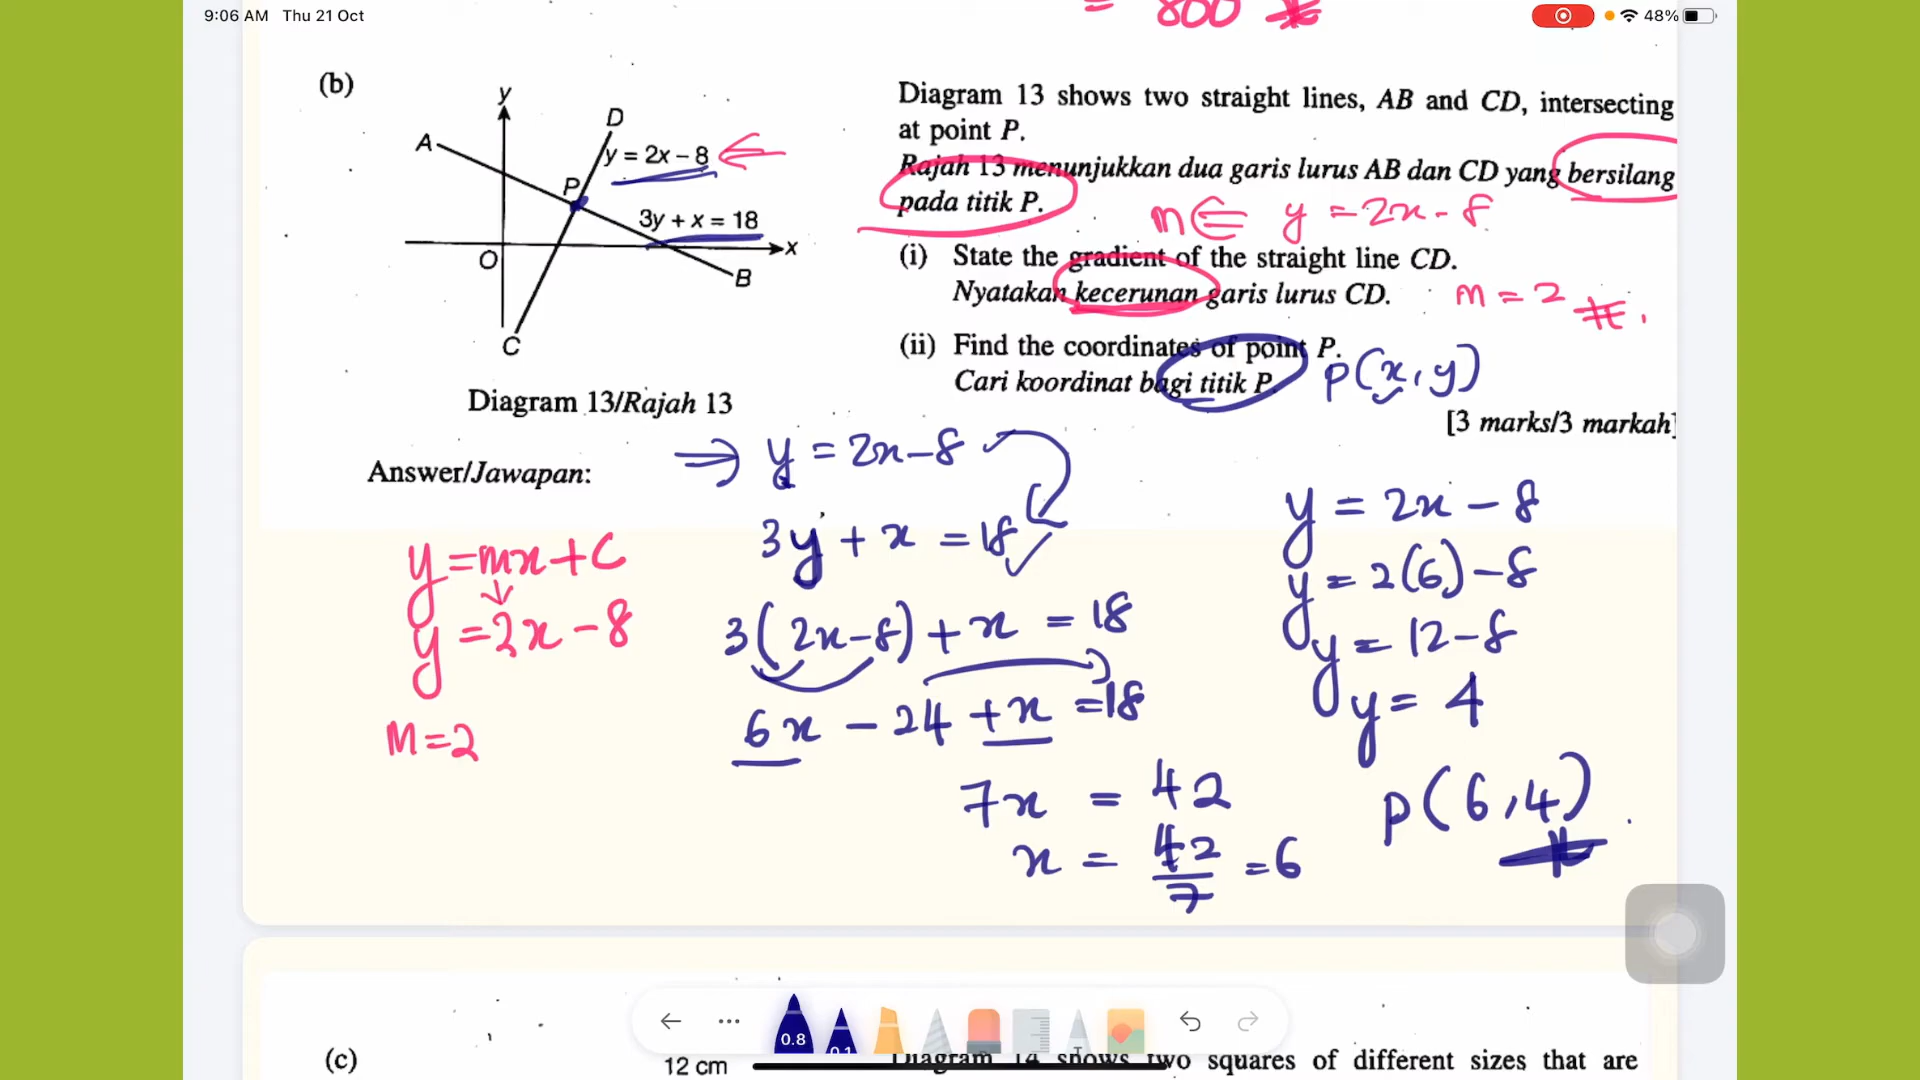 9:06 AM Thu 21 Oct
48%
= 800
(b)
y
D
A
y = 2x – 8
P
3y + x = 18
x
O
B
C
Diagram 13/Rajah 13
Diagram 13 shows two straight lines, AB and CD, intersecting
at point P.
Rajah 13 menunjukkan dua garis lurus AB dan CD yang bersilang
pada titik P.
m ⇐ y = 2x - 8
(i) State the gradient of the straight line CD.
Nyatakan kecerunan garis lurus CD.
m = 2
(ii) Find the coordinates of point P.
Cari koordinat bagi titik P.
P(x,y)
[3 marks/3 markah]
Answer/Jawapan:
y = mx + c
y = 2x - 8
M = 2
⇒ y = 2x - 8
3y + x = 18 ✓
3(2x-8) + x = 18
6x - 24 + x = 18
7x = 42
x = 42/7 = 6
y = 2x - 8
y = 2(6) - 8
y = 12 - 8
y = 4
P(6,4)
0.8
0.1
(c)
12 cm
Diagram 14 shows two squares of different sizes that are